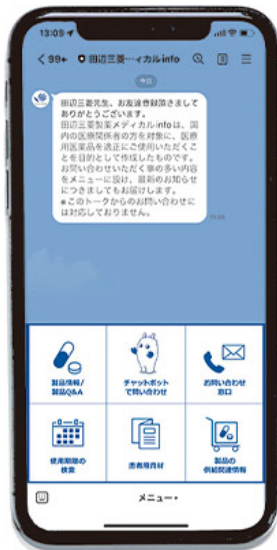 13:09
99+ 田辺三菱…ィカルinfo
今日
田辺三菱先生、お友達登録頂きまして
ありがとうございます。
田辺三菱製薬メディカルinfoは、国
内の医療関係者の方を対象に、医療
用医薬品を適正にご使用いただくこ
とを目的として作成したものです。
お問い合わせいただく事の多い内容
をメニューに設け、最新のお知らせ
につきましてもお届けします。
※このトークからのお問い合わせに
は対応しておりません。
13:08
製品情報/
製品Q&A
チャットボット
で問い合わせ
お問い合わせ
窓口
使用期限の
検索
患者用資材
製品の
供給関連情報
メニュー